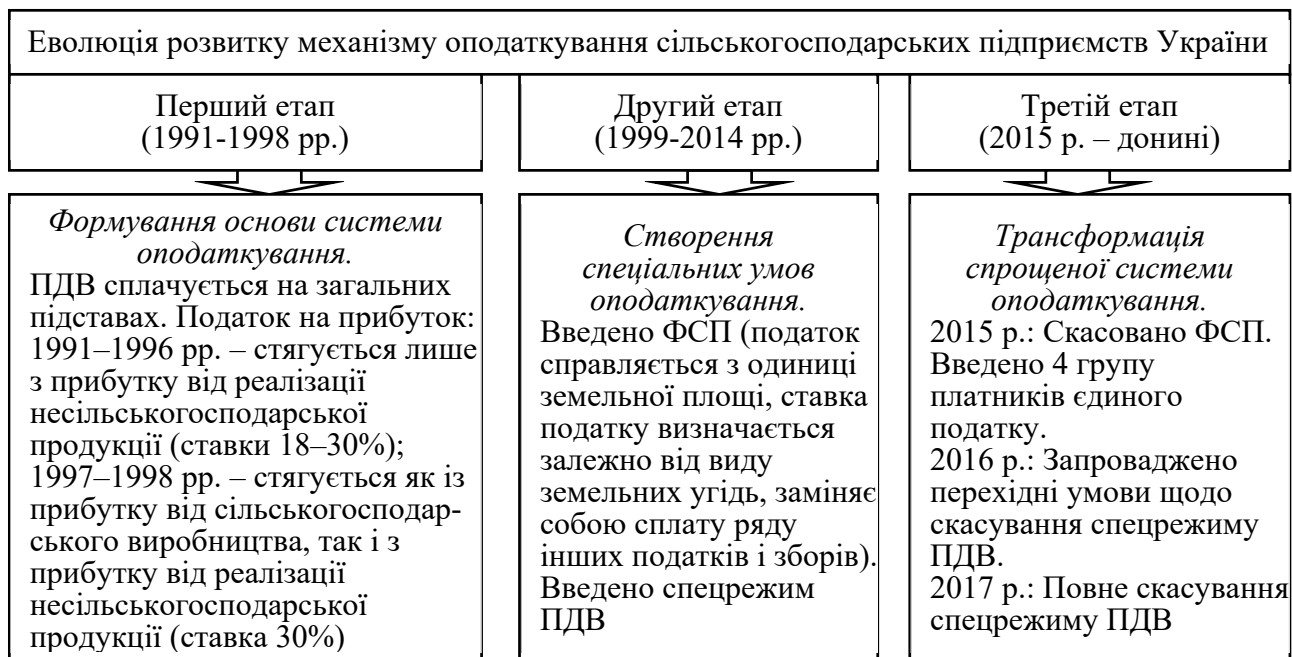 Еволюція розвитку механізму оподаткування сільськогосподарських підприємств України
Перший етап
(1991-1998 рр.)
Другий етап
(1999-2014 рр.)
Третій етап
(2015 р. – донині)
Формування основи системи
оподаткування.
ПДВ сплачується на загальних
підставах. Податок на прибуток:
1991–1996 рр. – стягується лише
з прибутку від реалізації
несільськогосподарської
продукції (ставки 18–30%);
1997–1998 рр. – стягується як із
прибутку від сільськогосподар-
ського виробництва, так і з
прибутку від реалізації
несільськогосподарської
продукції (ставка 30%)
Створення
спеціальних умов
оподаткування.
Введено ФСП (податок
справляється з одиниці
земельної площі, ставка
податку визначається
залежно від виду
земельних угідь, заміняє
собою сплату ряду
інших податків і зборів).
Введено спецрежим
ПДВ
Трансформація
спрощеної системи
оподаткування.
2015 р.: Скасовано ФСП.
Введено 4 групу
платників єдиного
податку.
2016 р.: Запроваджено
перехідні умови щодо
скасування спецрежиму
ПДВ.
2017 р.: Повне скасування
спецрежиму ПДВ